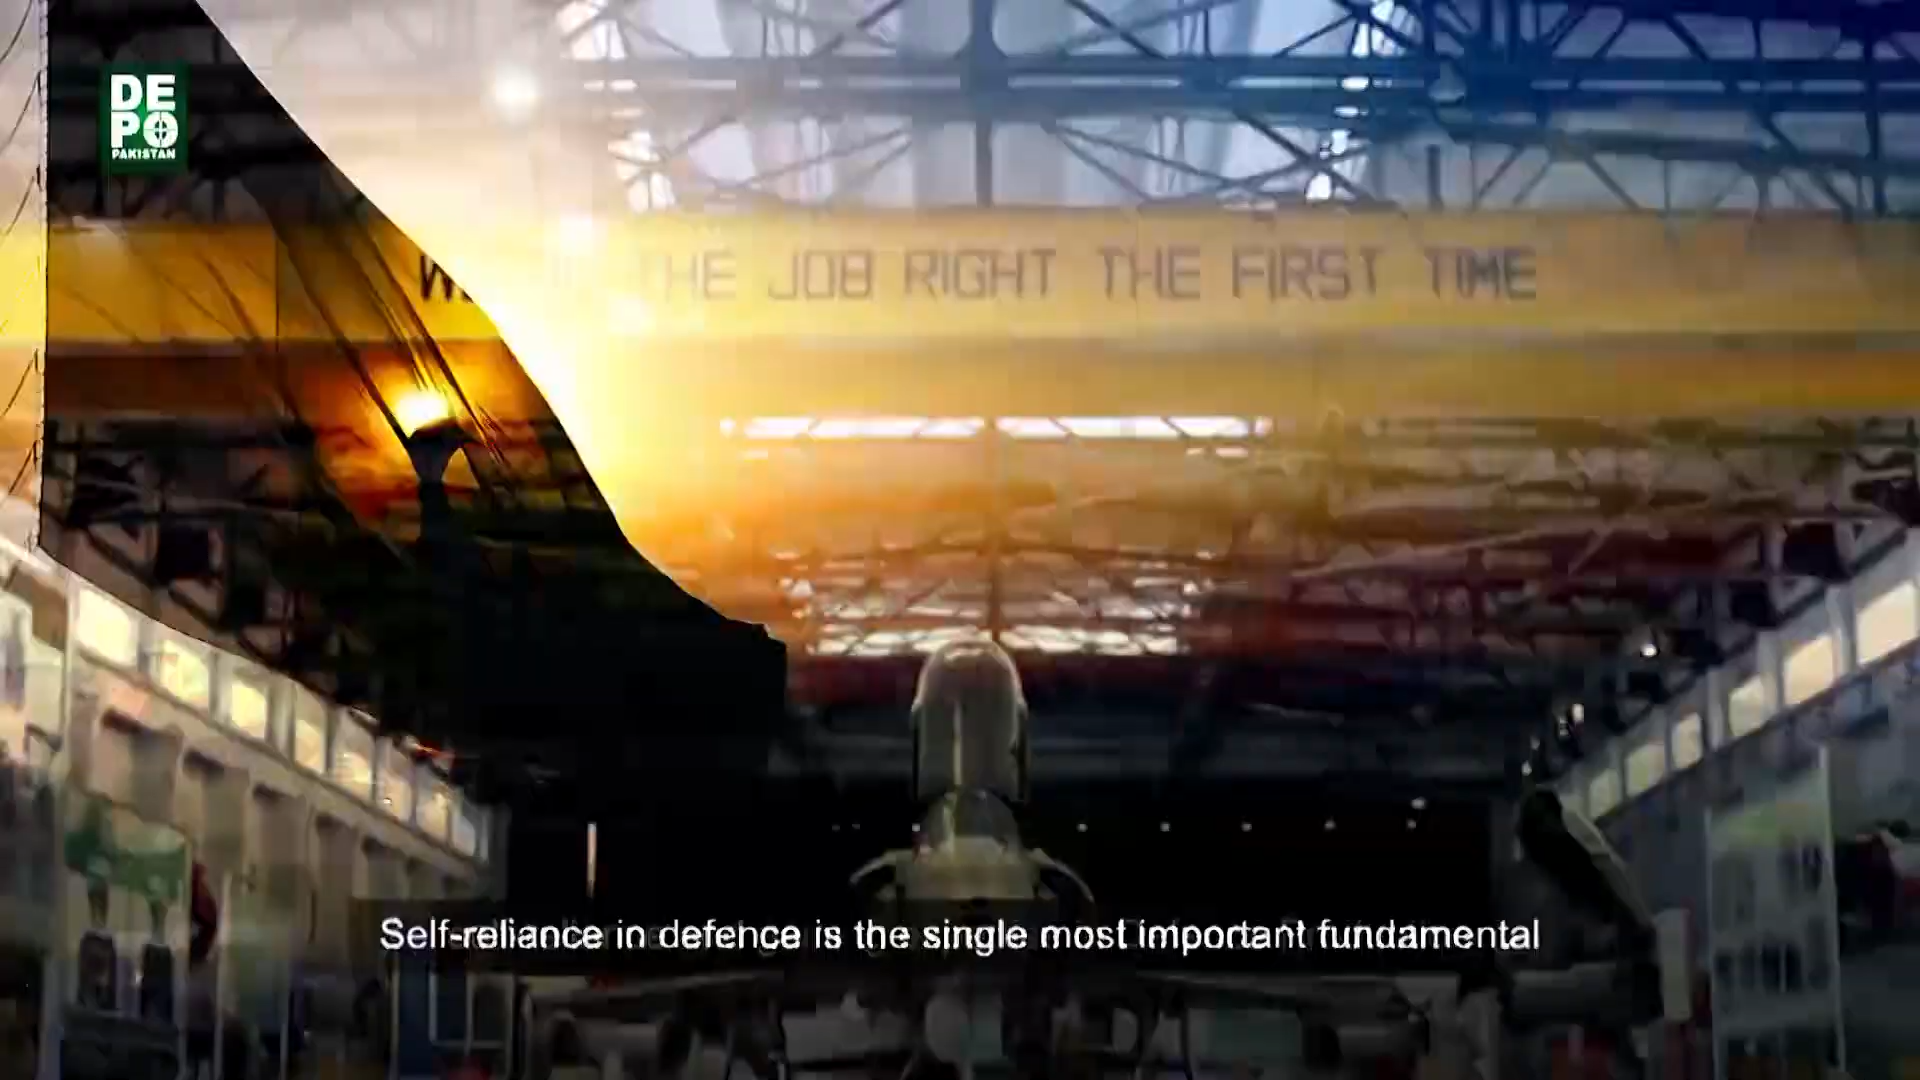 DE
PO
PAKISTAN
THE JOB RIGHT THE FIRST TIME
Self-reliance in defence is the single most important fundamental